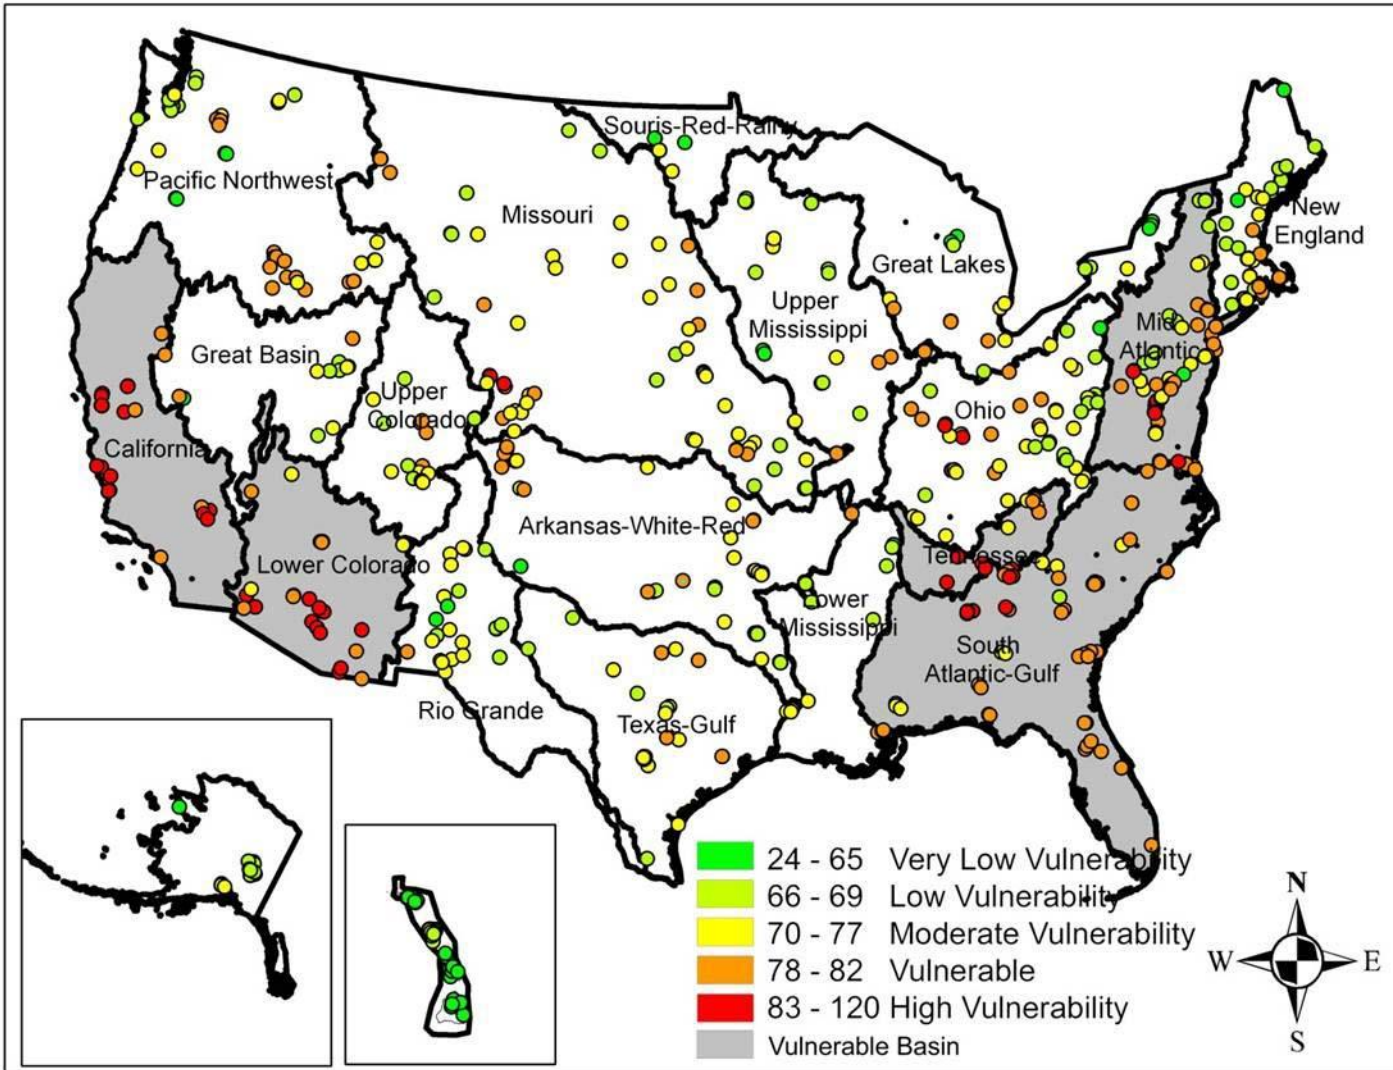 Souris-Red-Rainy
Pacific Northwest
Missouri
New
England
Great Lakes
Upper
Mississippi
Mid
Atlantic
Great Basin
Upper
Colorado
Ohio
California
Arkansas-White-Red
Tennessee
Lower Colorado
Lower
Mississippi
South
Atlantic-Gulf
Rio Grande
Texas-Gulf
24 - 65 Very Low Vulnerability
66 - 69 Low Vulnerability
70 - 77 Moderate Vulnerability
78 - 82 Vulnerable
83 - 120 High Vulnerability
Vulnerable Basin
N
W E
S